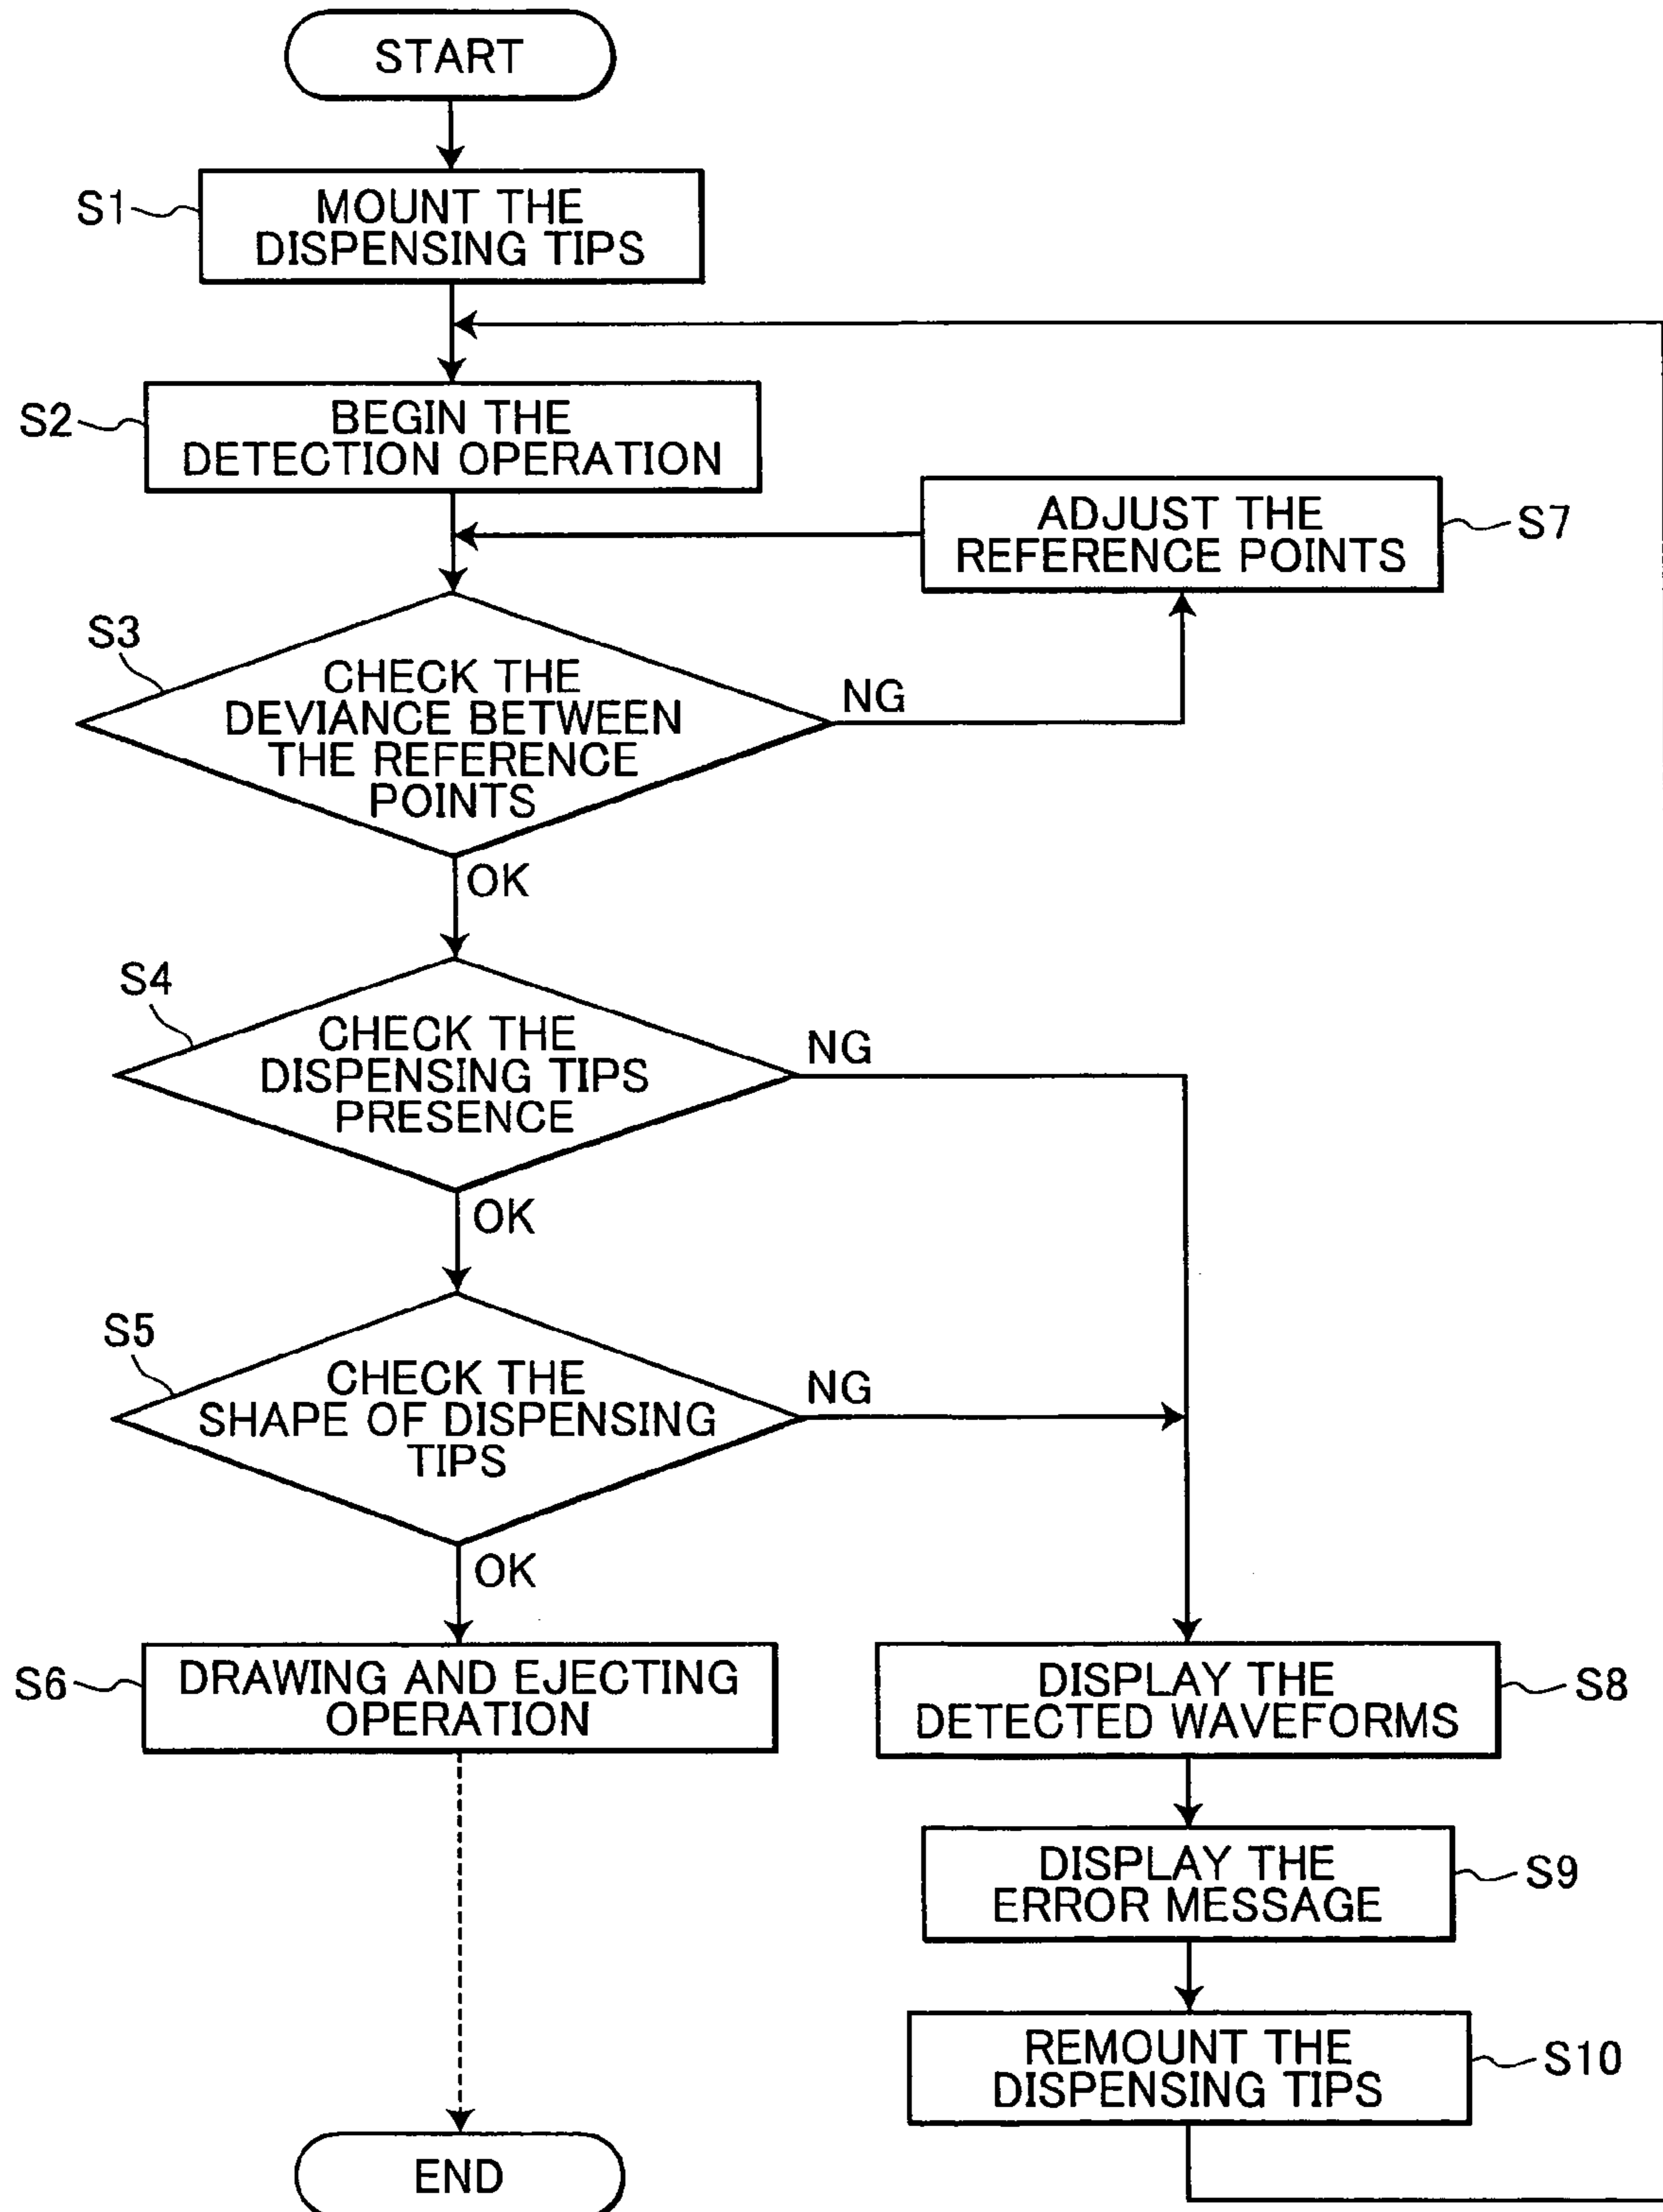 START
S1
MOUNT THE
DISPENSING TIPS
S2
BEGIN THE
DETECTION OPERATION
ADJUST THE
REFERENCE POINTS
S7
S3
CHECK THE
DEVIANCE BETWEEN
THE REFERENCE
POINTS
NG
OK
S4
CHECK THE
DISPENSING TIPS
PRESENCE
NG
OK
S5
CHECK THE
SHAPE OF DISPENSING
TIPS
NG
OK
S6
DRAWING AND EJECTING
OPERATION
DISPLAY THE
DETECTED WAVEFORMS
S8
DISPLAY THE
ERROR MESSAGE
S9
REMOUNT THE
DISPENSING TIPS
S10
END